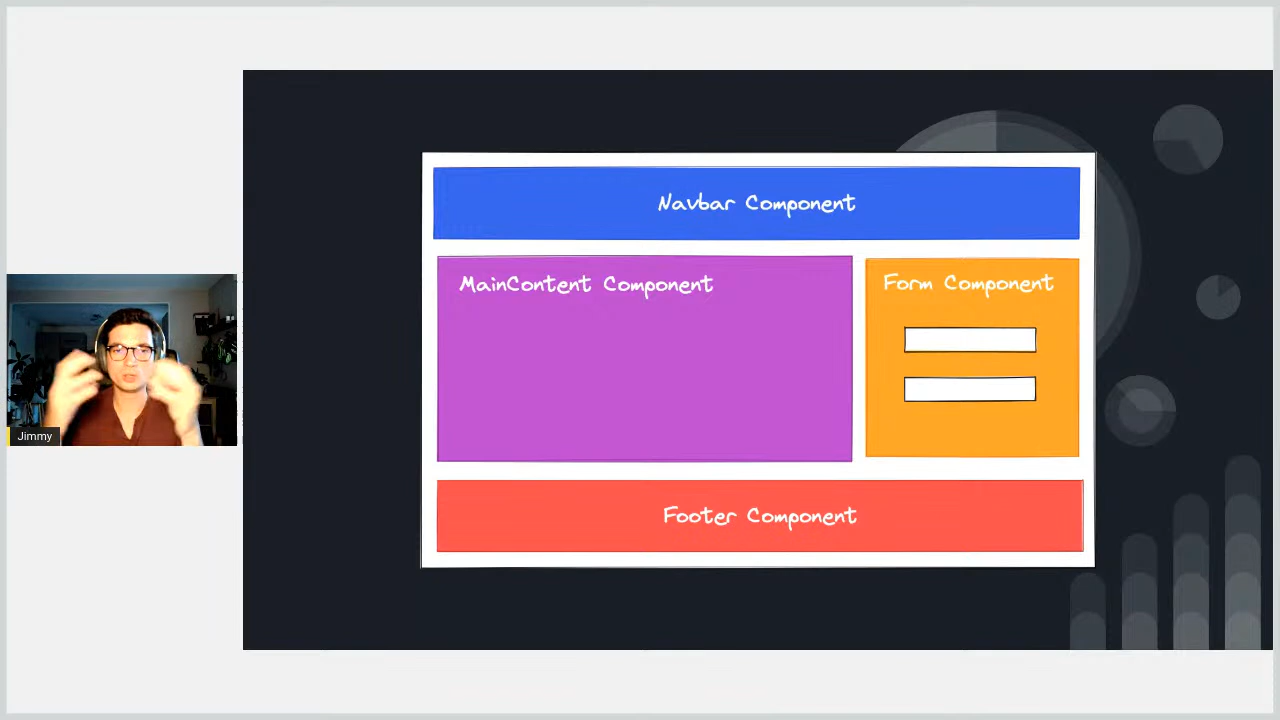 Navbar Component
MainContent Component
Form Component
Footer Component
Jimmy